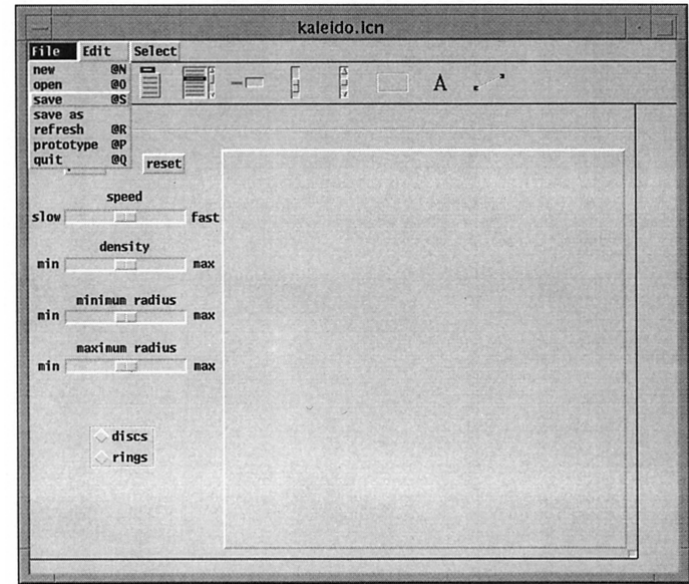 kaleido.icn
File Edit Select
new @N
open @O
save @S
save as
refresh @R
prototype @P
quit @Q
A
reset
speed
slow fast
density
min max
minimum radius
min max
maximum radius
min max
discs
rings